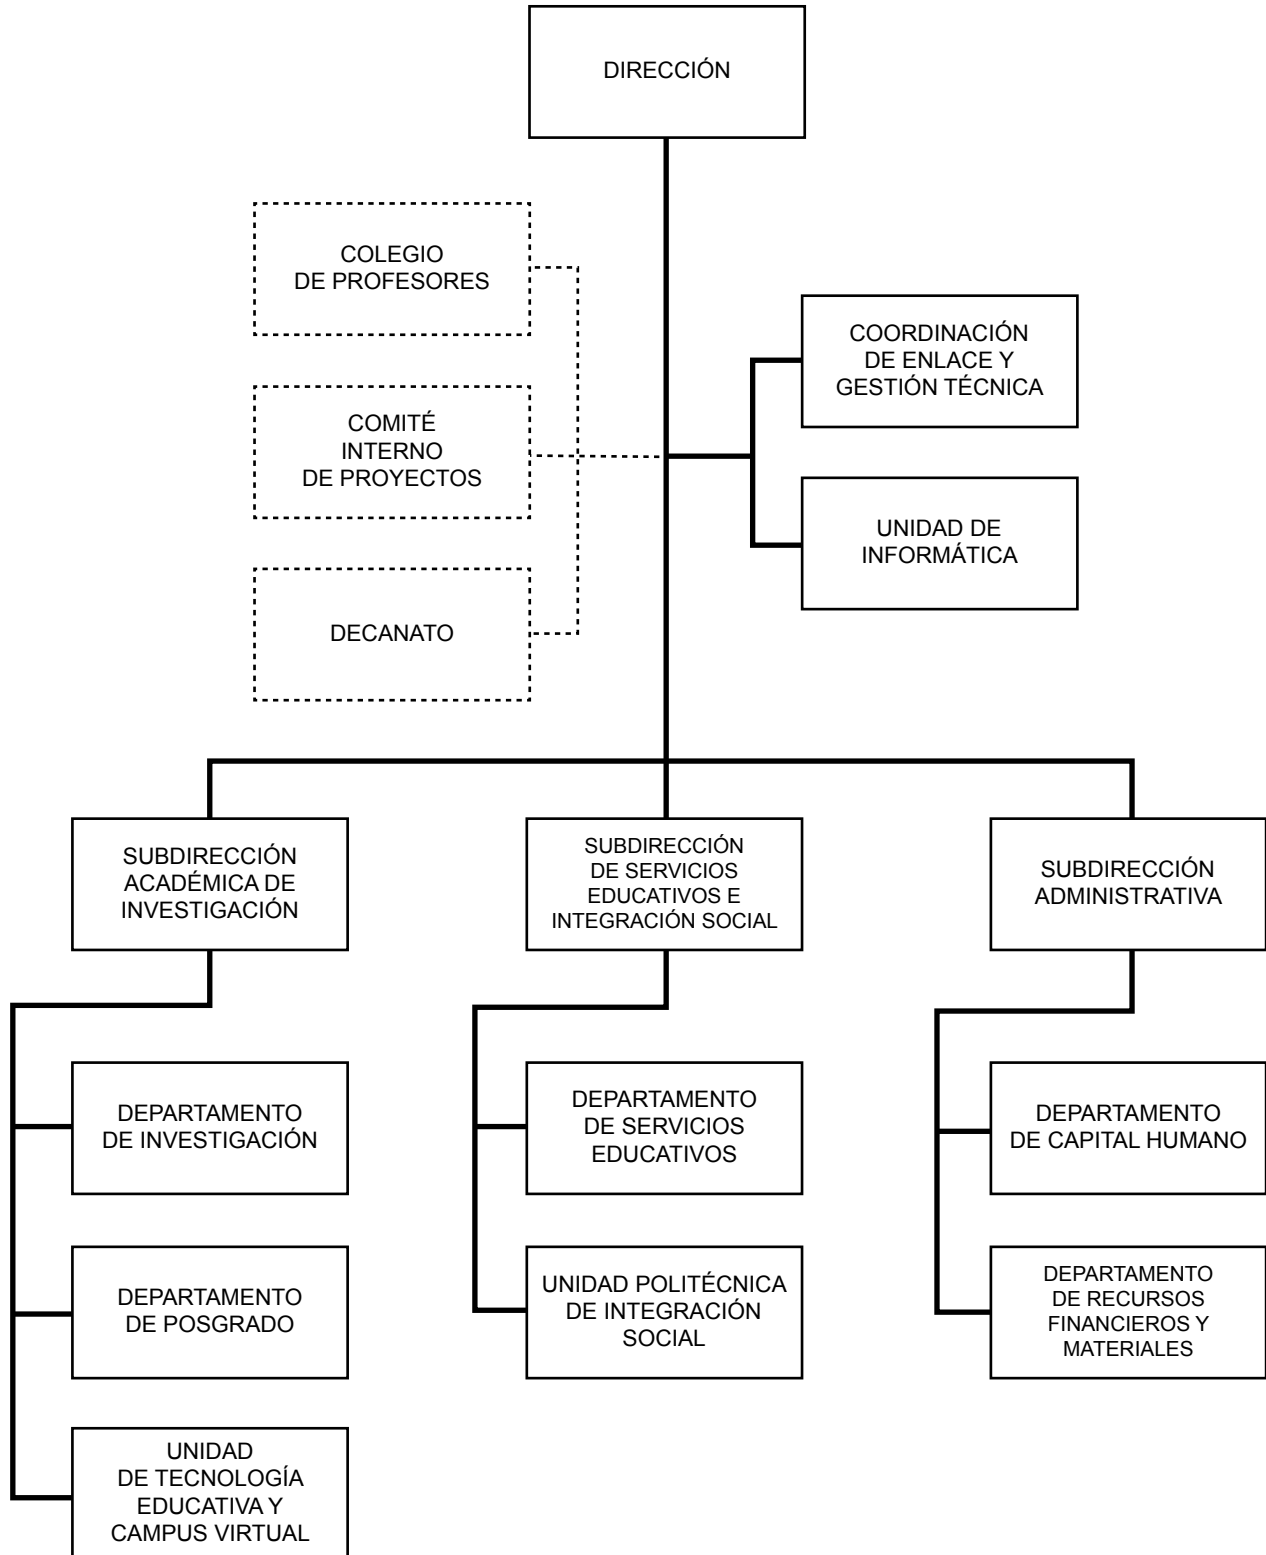 DIRECCIÓN
COLEGIO
DE PROFESORES
COORDINACIÓN
DE ENLACE Y
GESTIÓN TÉCNICA
COMITÉ
INTERNO
DE PROYECTOS
UNIDAD DE
INFORMÁTICA
DECANATO
SUBDIRECCIÓN
ACADÉMICA DE
INVESTIGACIÓN
SUBDIRECCIÓN
DE SERVICIOS
EDUCATIVOS E
INTEGRACIÓN SOCIAL
SUBDIRECCIÓN
ADMINISTRATIVA
DEPARTAMENTO
DE INVESTIGACIÓN
DEPARTAMENTO
DE SERVICIOS
EDUCATIVOS
DEPARTAMENTO
DE CAPITAL HUMANO
DEPARTAMENTO
DE POSGRADO
UNIDAD POLITÉCNICA
DE INTEGRACIÓN
SOCIAL
DEPARTAMENTO
DE RECURSOS
FINANCIEROS Y
MATERIALES
UNIDAD
DE TECNOLOGÍA
EDUCATIVA Y
CAMPUS VIRTUAL